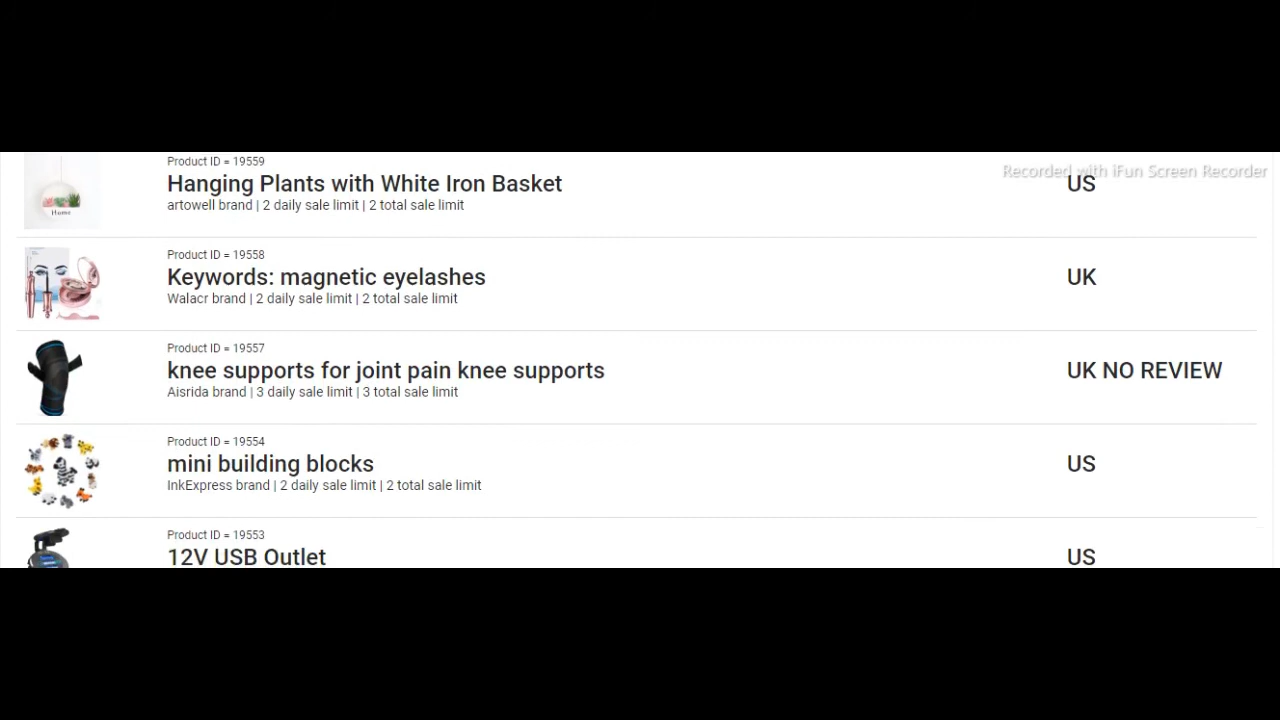 Product ID = 19559
Hanging Plants with White Iron Basket
artowell brand | 2 daily sale limit | 2 total sale limit
Recorded with iFun Screen Recorder
US
Home
Product ID = 19558
Keywords: magnetic eyelashes
Walacr brand | 2 daily sale limit | 2 total sale limit
UK
Product ID = 19557
knee supports for joint pain knee supports
Aisrida brand | 3 daily sale limit | 3 total sale limit
UK NO REVIEW
Product ID = 19554
mini building blocks
InkExpress brand | 2 daily sale limit | 2 total sale limit
US
Product ID = 19553
12V USB Outlet
US